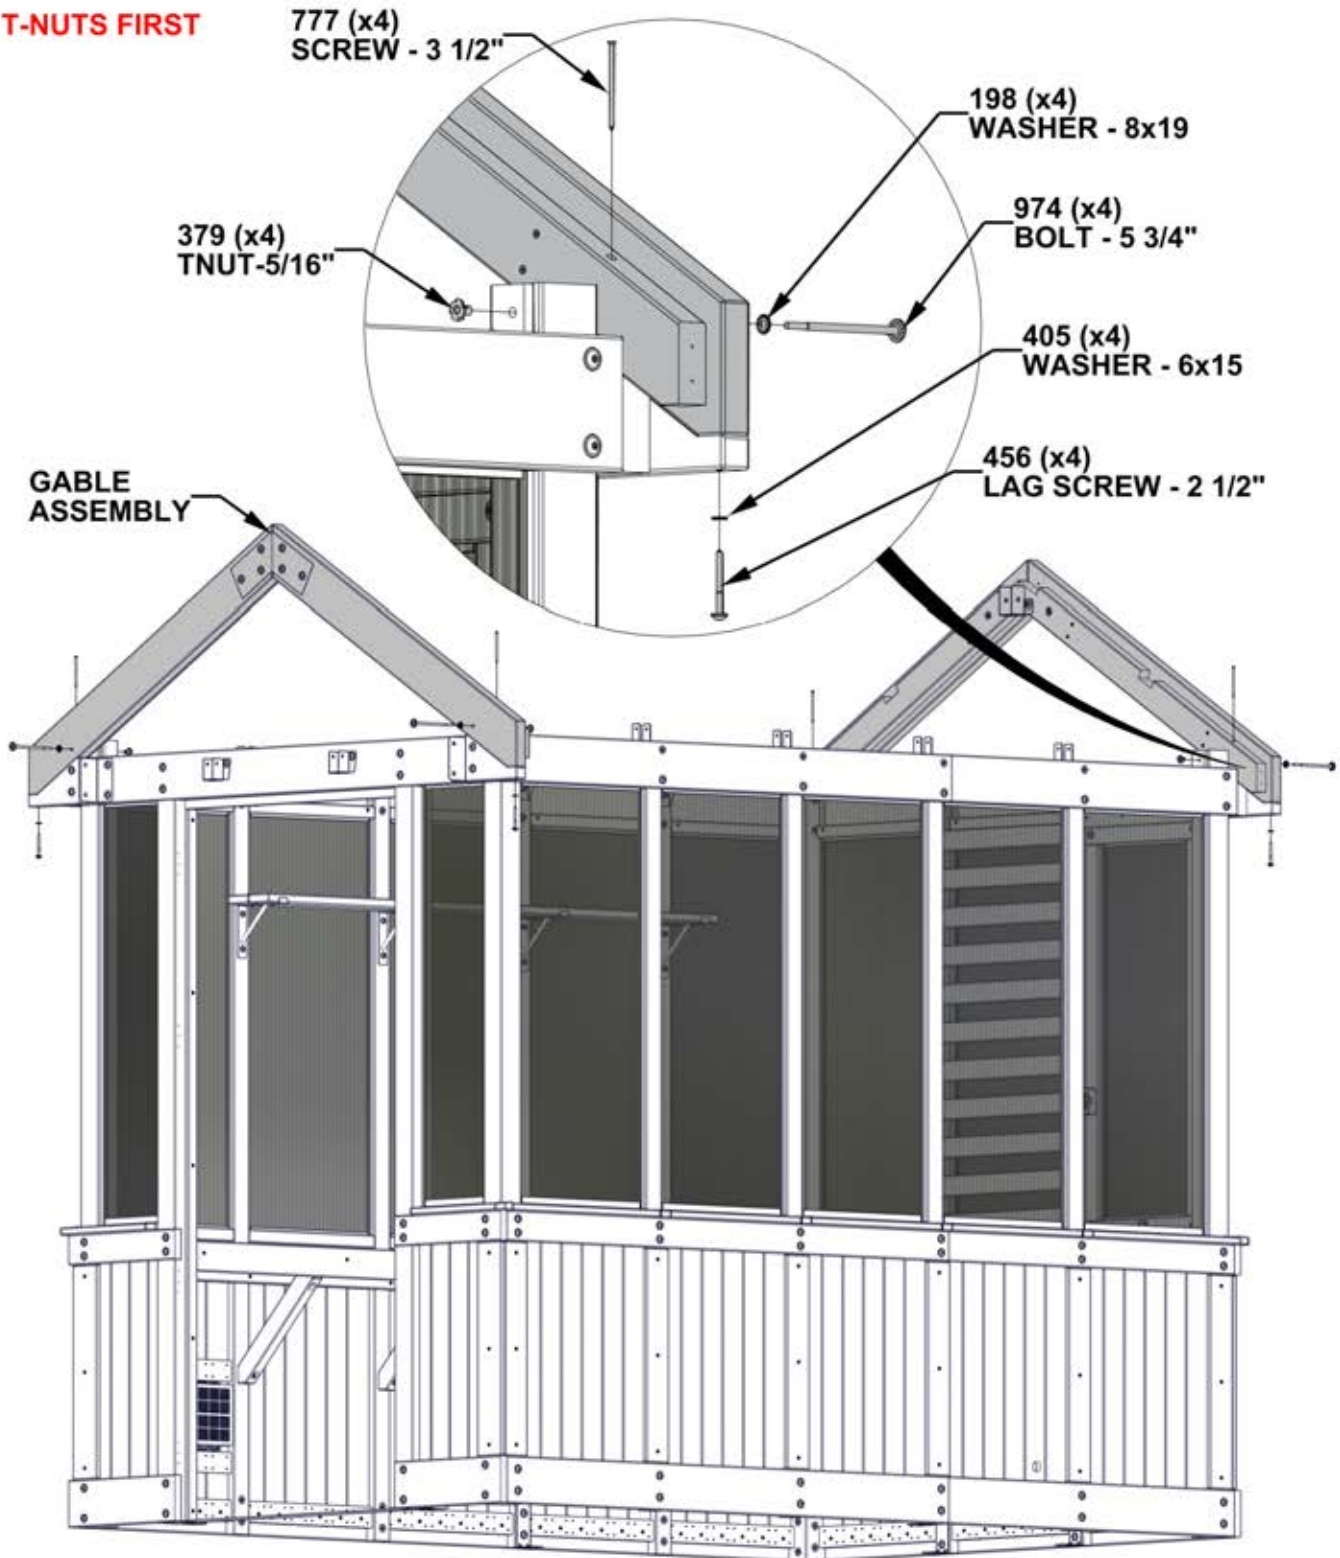 T-NUTS FIRST
777 (x4)
SCREW - 3 1/2"
198 (x4)
WASHER - 8x19
974 (x4)
BOLT - 5 3/4"
379 (x4)
TNUT-5/16"
405 (x4)
WASHER - 6x15
456 (x4)
LAG SCREW - 2 1/2"
GABLE
ASSEMBLY